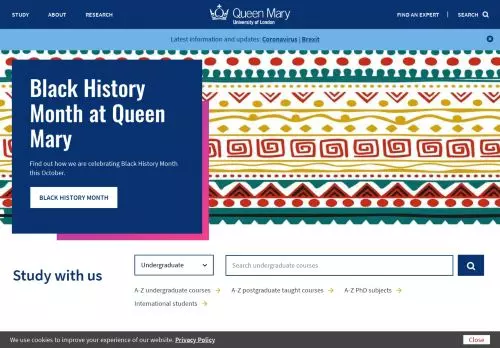 STUDY ABOUT RESEARCH
Queen Mary
University of London
FIND AN EXPERT | SEARCH
Latest information and updates: Coronavirus | Brexit
Black History
Month at Queen
Mary
Find out how we are celebrating Black History Month
this October.
BLACK HISTORY MONTH
Study with us
Undergraduate
Search undergraduate courses
A-Z undergraduate courses
A-Z postgraduate taught courses
A-Z PhD subjects
International students
We use cookies to improve your experience of our website. Privacy Policy
Close